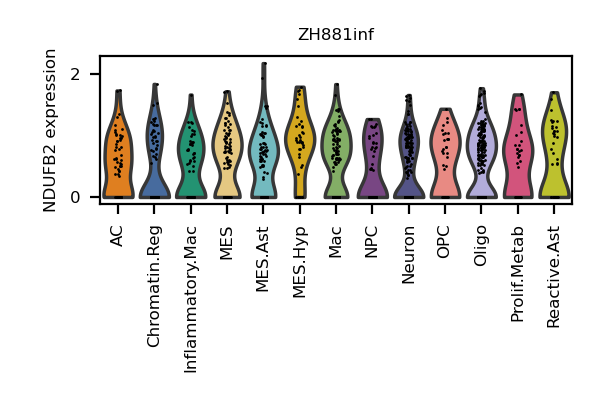 ZH881inf
NDUFB2 expression
2
0
AC
Chromatin.Reg
Inflammatory.Mac
MES
MES.Ast
MES.Hyp
Mac
NPC
Neuron
OPC
Oligo
Prolif.Metab
Reactive.Ast